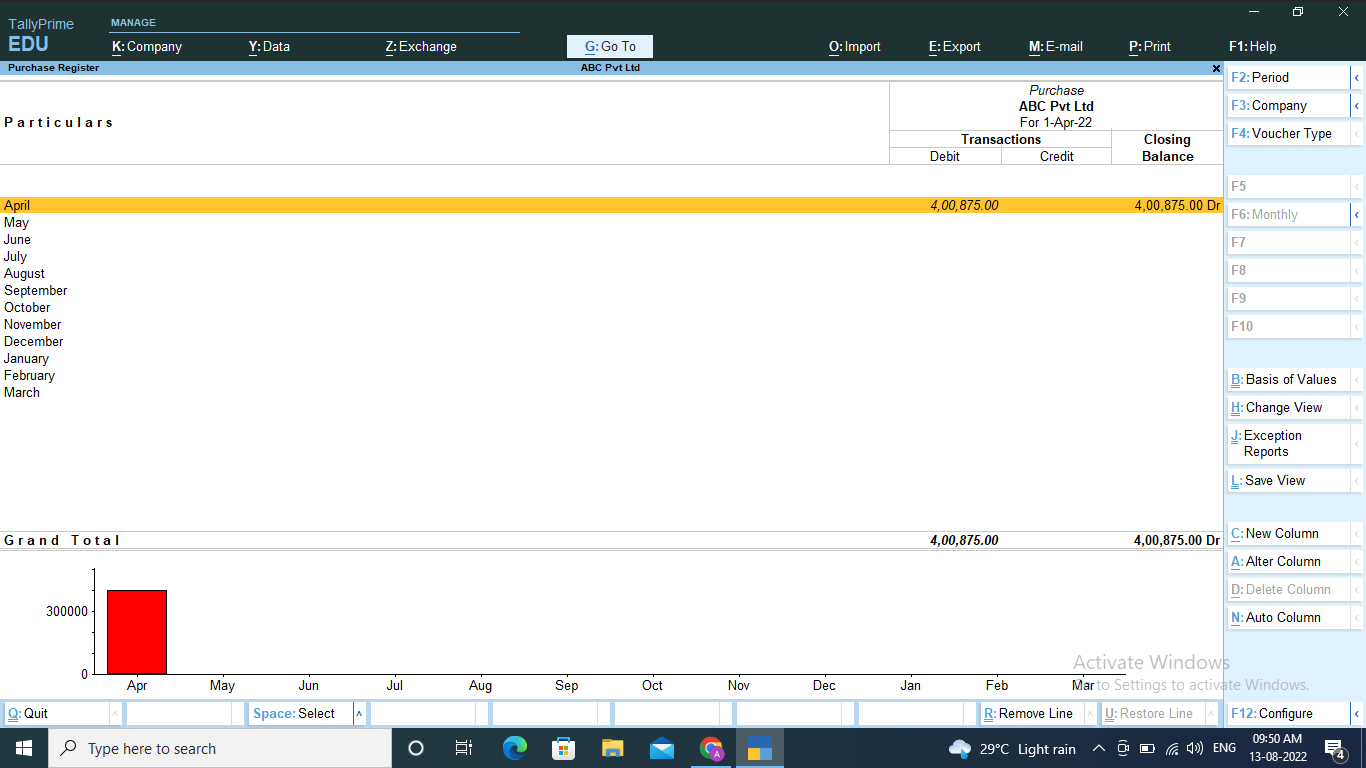 TallyPrime
EDU
MANAGE
K: Company
Y: Data
Z: Exchange
G: Go To
O: Import
E: Export
M: E-mail
P: Print
F1: Help
Purchase Register
ABC Pvt Ltd
x
Particulars
Purchase
ABC Pvt Ltd
For 1-Apr-22
Transactions
Closing
Debit
Credit
Balance
April 4,00,875.00 4,00,875.00 Dr
May
June
July
August
September
October
November
December
January
February
March
Grand Total 4,00,875.00 4,00,875.00 Dr
300000
0
Apr May Jun Jul Aug Sep Oct Nov Dec Jan Feb Mar
F2: Period
F3: Company
F4: Voucher Type
F5
F6: Monthly
F7
F8
F9
F10
B: Basis of Values
H: Change View
J: Exception
Reports
L: Save View
C: New Column
A: Alter Column
D: Delete Column
N: Auto Column
Activate Windows
to Settings to activate Windows.
Q: Quit
Space: Select
R: Remove Line
U: Restore Line
F12: Configure
Type here to search
A
29°C Light rain
ENG
09:50 AM
13-08-2022
4